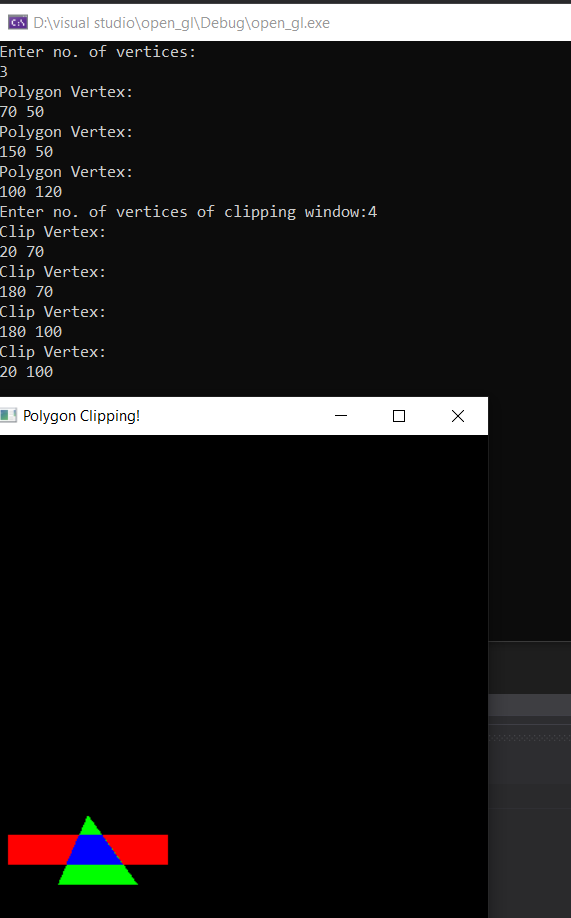 D:\visual studio\open_gl\Debug\open_gl.exe
Enter no. of vertices:
3
Polygon Vertex:
70 50
Polygon Vertex:
150 50
Polygon Vertex:
100 120
Enter no. of vertices of clipping window:4
Clip Vertex:
20 70
Clip Vertex:
180 70
Clip Vertex:
180 100
Clip Vertex:
20 100
Polygon Clipping!